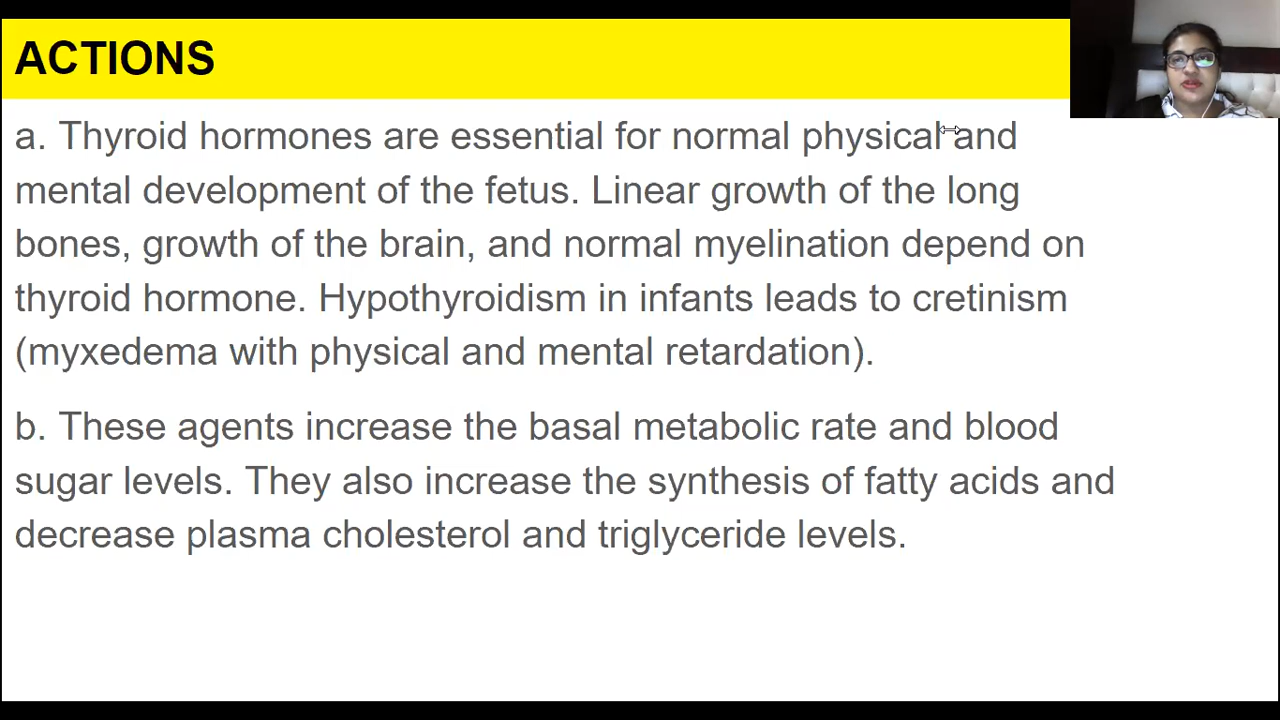 ACTIONS
a. Thyroid hormones are essential for normal physical and
mental development of the fetus. Linear growth of the long
bones, growth of the brain, and normal myelination depend on
thyroid hormone. Hypothyroidism in infants leads to cretinism
(myxedema with physical and mental retardation).
b. These agents increase the basal metabolic rate and blood
sugar levels. They also increase the synthesis of fatty acids and
decrease plasma cholesterol and triglyceride levels.